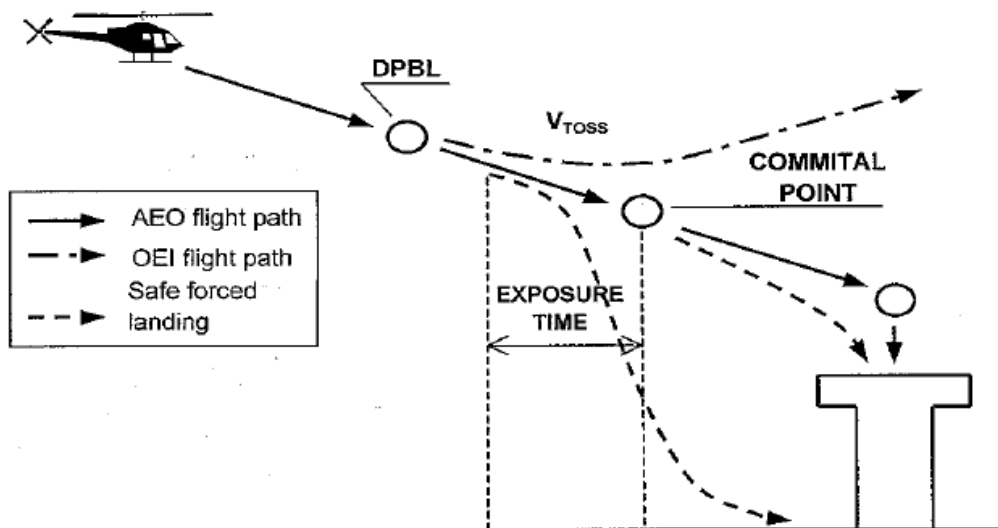 DPBL
VTOSS
COMMITAL
POINT
AEO flight path
OEI flight path
Safe forced
landing
EXPOSURE
TIME